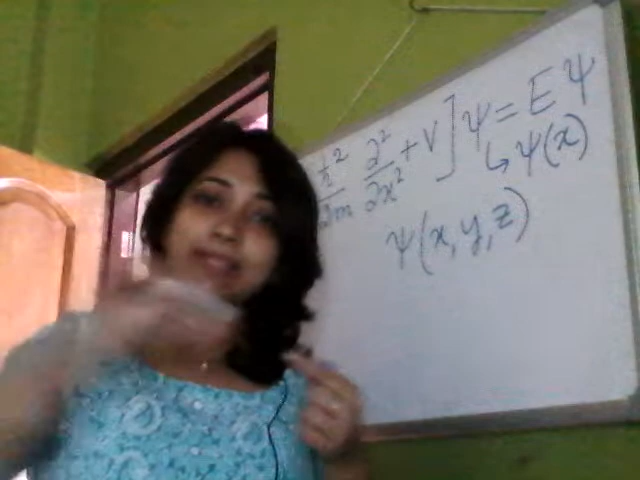 ħ²/2m ∂²/∂x² + V] ψ = E ψ
↳ ψ(x)
ψ(x, y, z)